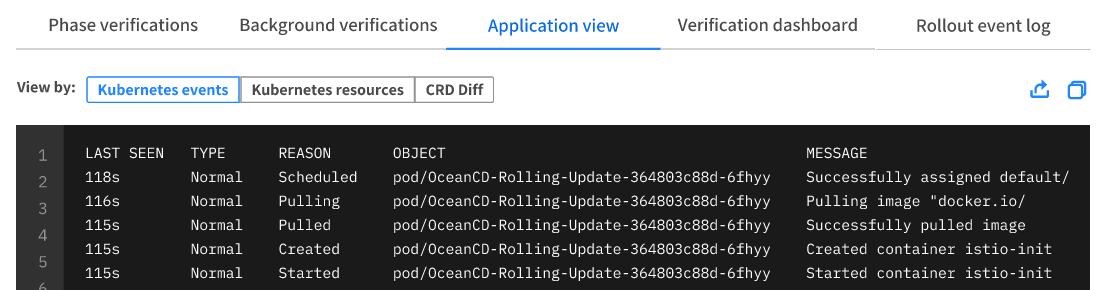 Phase verifications Background verifications Application view Verification dashboard Rollout event log
View by: Kubernetes events Kubernetes resources CRD Diff
1 LAST SEEN TYPE REASON OBJECT MESSAGE
2 118s Normal Scheduled pod/OceanCD-Rolling-Update-364803c88d-6fhyy Successfully assigned default/
3 116s Normal Pulling pod/OceanCD-Rolling-Update-364803c88d-6fhyy Pulling image "docker.io/
4 115s Normal Pulled pod/OceanCD-Rolling-Update-364803c88d-6fhyy Successfully pulled image
5 115s Normal Created pod/OceanCD-Rolling-Update-364803c88d-6fhyy Created container istio-init
6 115s Normal Started pod/OceanCD-Rolling-Update-364803c88d-6fhyy Started container istio-init